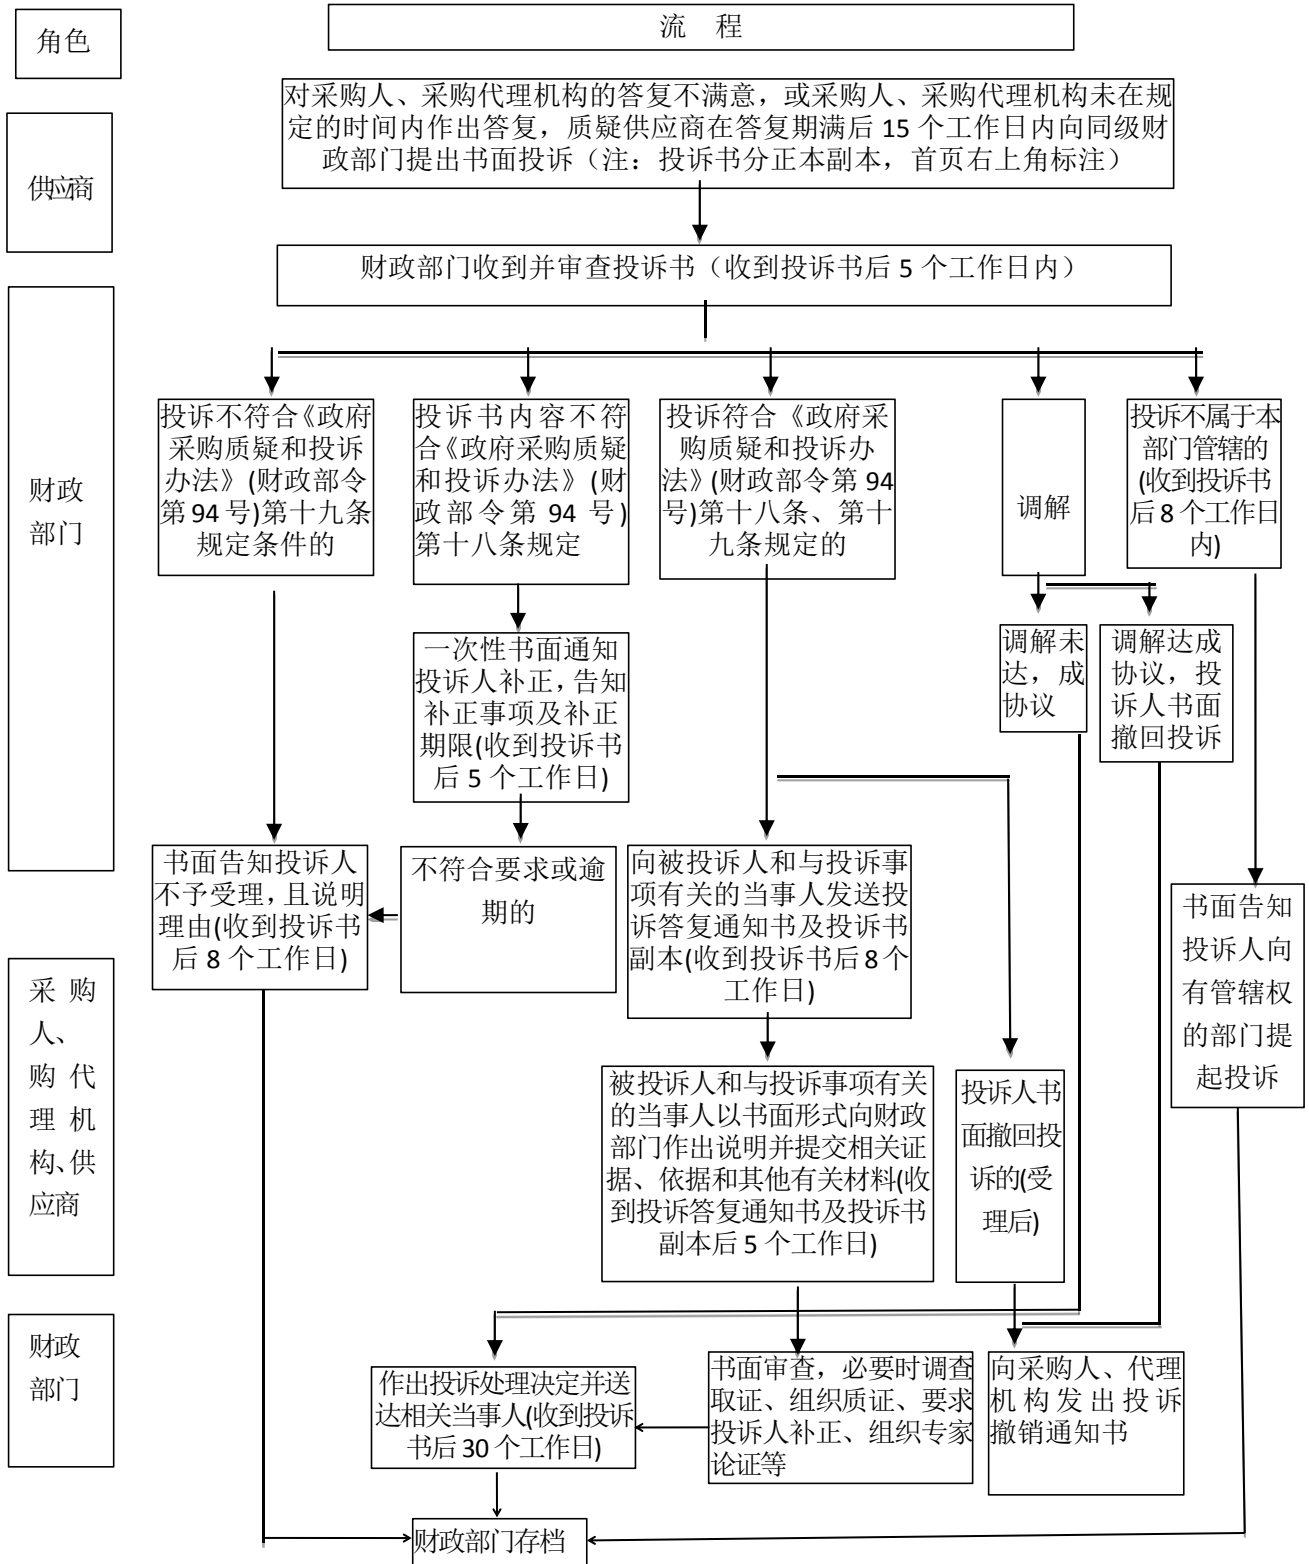 角色
流 程
对采购人、采购代理机构的答复不满意，或采购人、采购代理机构未在规
定的时间内作出答复，质疑供应商在答复期满后 15 个工作日内向同级财
政部门提出书面投诉（注：投诉书分正本副本，首页右上角标注）
供应商
财政部门收到并审查投诉书（收到投诉书后 5 个工作日内）
财政
部门
投诉不符合《政府
采购质疑和投诉
办法》(财政部令
第 94 号)第十九条
规定条件的
投诉书内容不符
合《政府采购质疑
和投诉办法》(财
政部令第 94 号)
第十八条规定
投诉符合《政府采
购质疑和投诉办
法》(财政部令第 94
号)第十八条、第十
九条规定的
调解
投诉不属于本
部门管辖的
(收到投诉书
后 8 个工作日
内)
一次性书面通知
投诉人补正，告知
补正事项及补正
期限(收到投诉书
后 5 个工作日)
调解未
达，成
协议
调解达成
协议，投
诉人书面
撤回投诉
书面告知投诉人
不予受理，且说明
理由(收到投诉书
后 8 个工作日)
不符合要求或逾
期的
向被投诉人和与投诉事
项有关的当事人发送投
诉答复通知书及投诉书
副本(收到投诉书后 8 个
工作日)
书面告知
投诉人向
有管辖权
的部门提
起投诉
采购
人、
购代
理机
构、供
应商
被投诉人和与投诉事项有关
的当事人以书面形式向财政
部门作出说明并提交相关证
据、依据和其他有关材料(收
到投诉答复通知书及投诉书
副本后 5 个工作日)
投诉人书
面撤回投
诉的(受
理后)
财政
部门
作出投诉处理决定并送
达相关当事人(收到投诉
书后 30 个工作日)
书面审查，必要时调查
取证、组织质证、要求
投诉人补正、组织专家
论证等
向采购人、代理
机构发出投诉
撤销通知书
财政部门存档